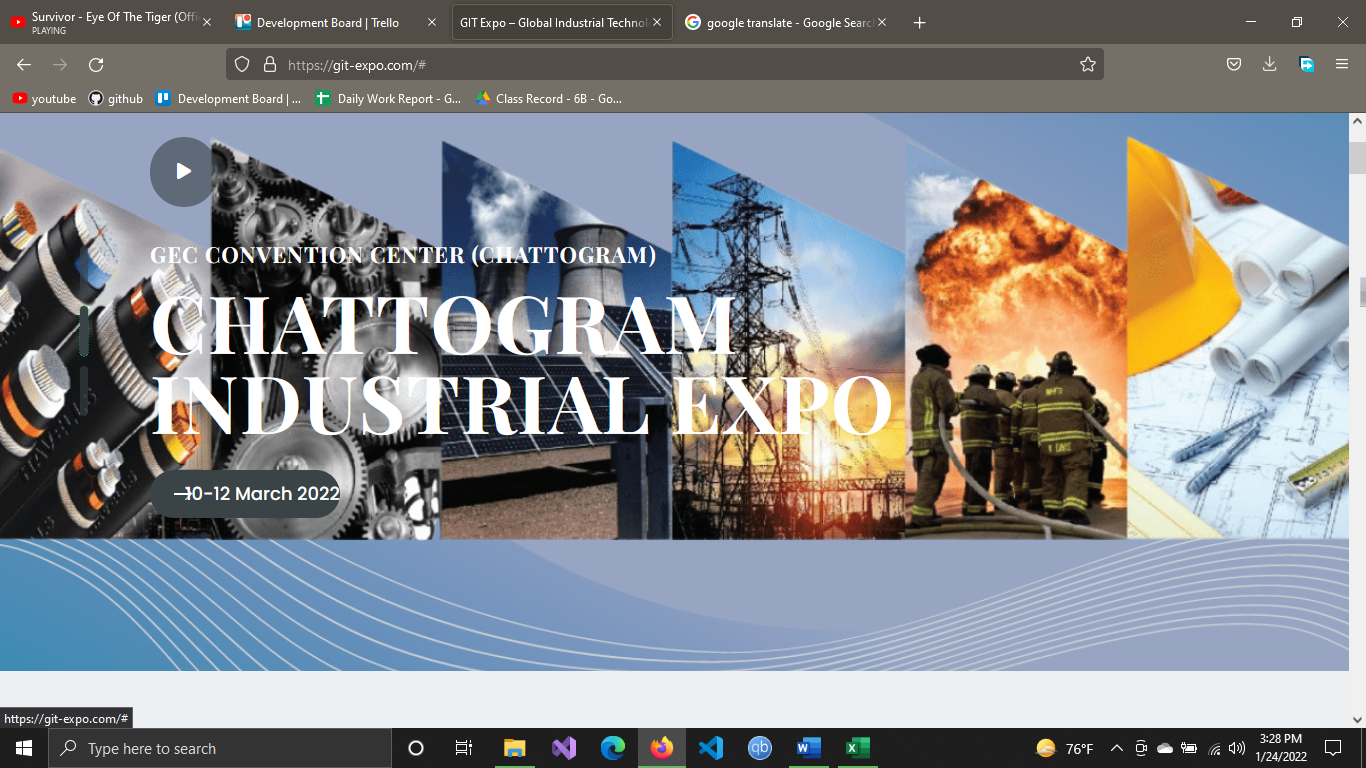 Survivor - Eye Of The Tiger (Offi
PLAYING
Development Board | Trello
GIT Expo – Global Industrial Technol
google translate - Google Search
https://git-expo.com/#
youtube
github
Development Board | ...
Daily Work Report - G...
Class Record - 6B - Go...
GEC CONVENTION CENTER (CHATTOGRAM)
CHATTOGRAM
INDUSTRIAL EXPO
10-12 March 2022
https://git-expo.com/#
Type here to search
qb
76°F
3:28 PM
1/24/2022